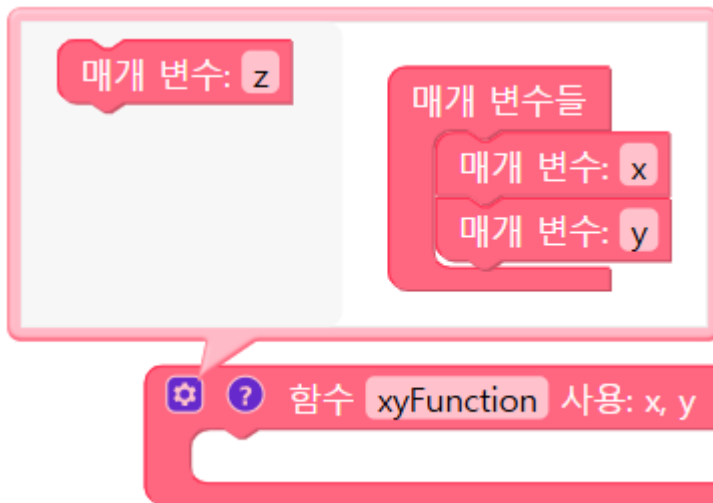 매개 변수: z
매개 변수들
매개 변수: x
매개 변수: y
? 함수 xyFunction 사용: x, y